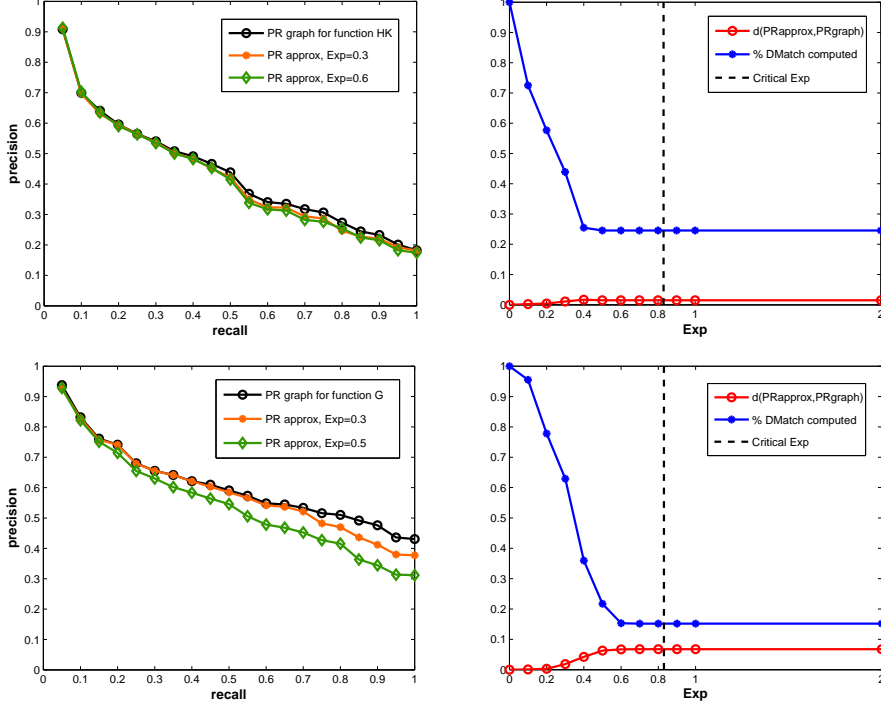 1
0.9
0.8
0.7
0.6
0.5
0.4
0.3
0.2
0.1
0
precision
PR graph for function HK
PR approx, Exp=0.3
PR approx, Exp=0.6
0 0.1 0.2 0.3 0.4 0.5 0.6 0.7 0.8 0.9 1
recall
1
0.9
0.8
0.7
0.6
0.5
0.4
0.3
0.2
0.1
0
d(PRapprox,PRgraph)
% DMatch computed
Critical Exp
0 0.2 0.4 0.6 0.8 1 2
Exp
1
0.9
0.8
0.7
0.6
0.5
0.4
0.3
0.2
0.1
0
precision
PR graph for function G
PR approx, Exp=0.3
PR approx, Exp=0.5
0 0.1 0.2 0.3 0.4 0.5 0.6 0.7 0.8 0.9 1
recall
1
0.9
0.8
0.7
0.6
0.5
0.4
0.3
0.2
0.1
0
d(PRapprox,PRgraph)
% DMatch computed
Critical Exp
0 0.2 0.4 0.6 0.8 1 2
Exp